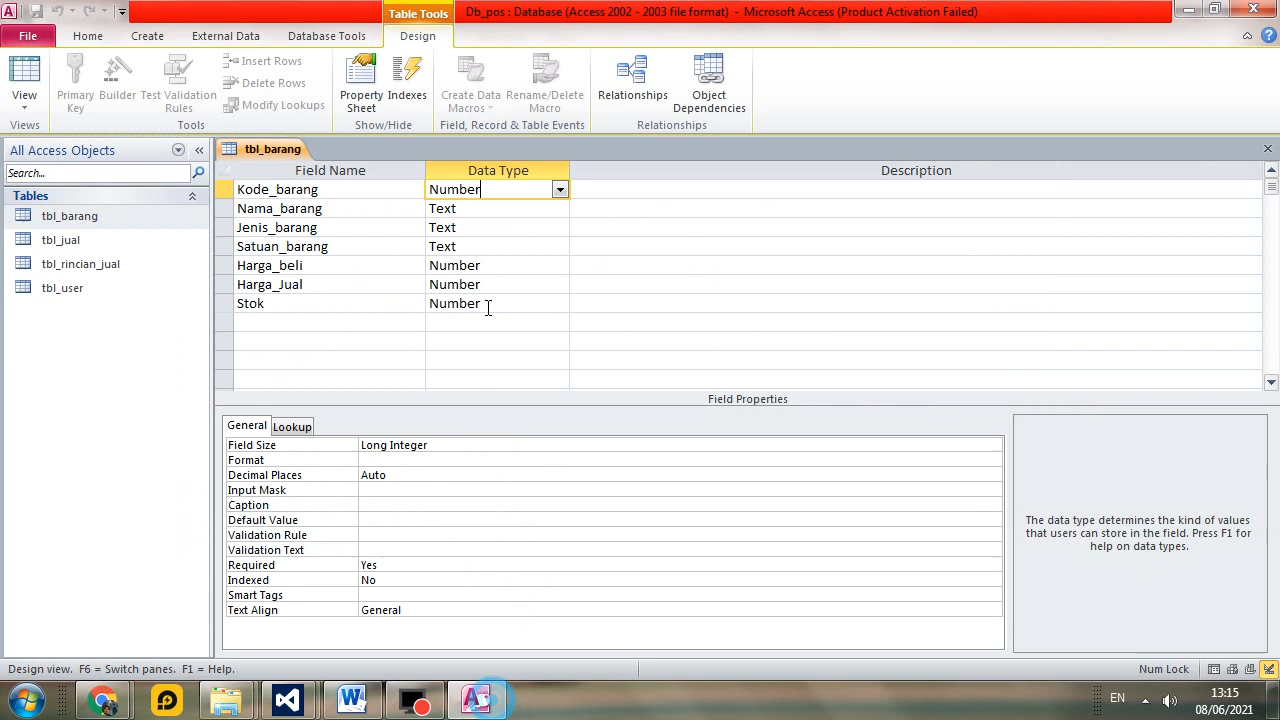 Table Tools
Db_pos : Database (Access 2002 - 2003 file format) - Microsoft Access (Product Activation Failed)
File
Home
Create
External Data
Database Tools
Design
View
Primary Key
Builder
Test Validation Rules
Insert Rows
Delete Rows
Modify Lookups
Property Sheet
Indexes
Create Data Macros
Rename/Delete Macro
Relationships
Object Dependencies
Views
Tools
Show/Hide
Field, Record & Table Events
Relationships
All Access Objects
Search...
Tables
tbl_barang
tbl_jual
tbl_rincian_jual
tbl_user
tbl_barang
Field Name Data Type Description
Kode_barang Number
Nama_barang Text
Jenis_barang Text
Satuan_barang Text
Harga_beli Number
Harga_Jual Number
Stok Number
Field Properties
General Lookup
Field Size Long Integer
Format
Decimal Places Auto
Input Mask
Caption
Default Value
Validation Rule
Validation Text
Required Yes
Indexed No
Smart Tags
Text Align General
The data type determines the kind of values
that users can store in the field. Press F1 for
help on data types.
Design view. F6 = Switch panes. F1 = Help.
Num Lock
EN
13:15
08/06/2021